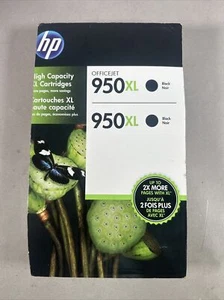 hp
OFFICEJET
950XL
Black
Noir
950XL
Black
Noir
High Capacity
XL Cartridges
Cartouches XL
haute capacité
UP TO
2X MORE
PAGES WITH XL
JUSQU'À
2 FOIS PLUS
DE PAGES
AVEC XL